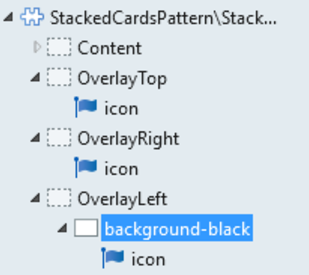 StackedCardsPattern\Stack...
Content
OverlayTop
icon
OverlayRight
icon
OverlayLeft
background-black
icon